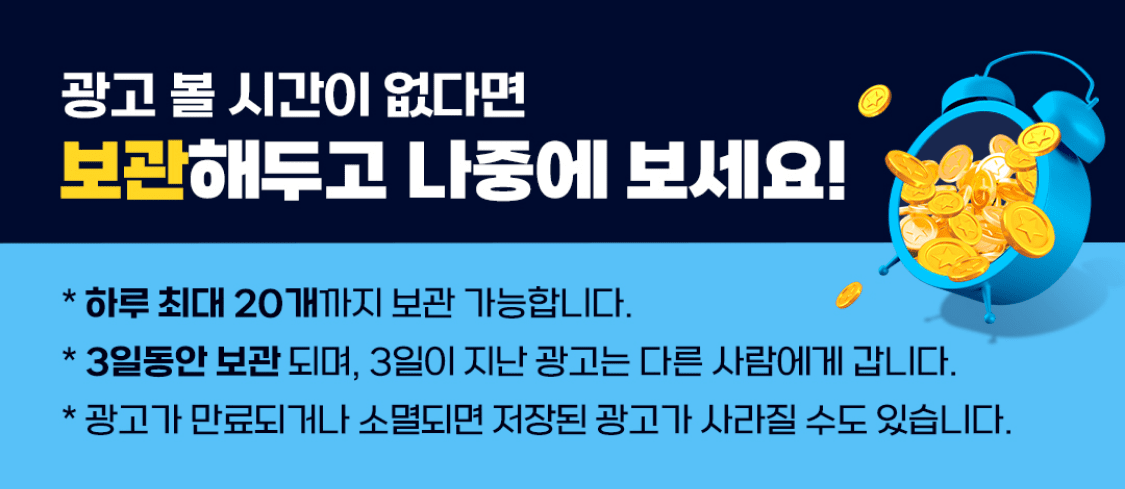 광고 볼 시간이 없다면
보관해두고 나중에 보세요!
* 하루 최대 20개까지 보관 가능합니다.
* 3일동안 보관 되며, 3일이 지난 광고는 다른 사람에게 갑니다.
* 광고가 만료되거나 소멸되면 저장된 광고가 사라질 수도 있습니다.